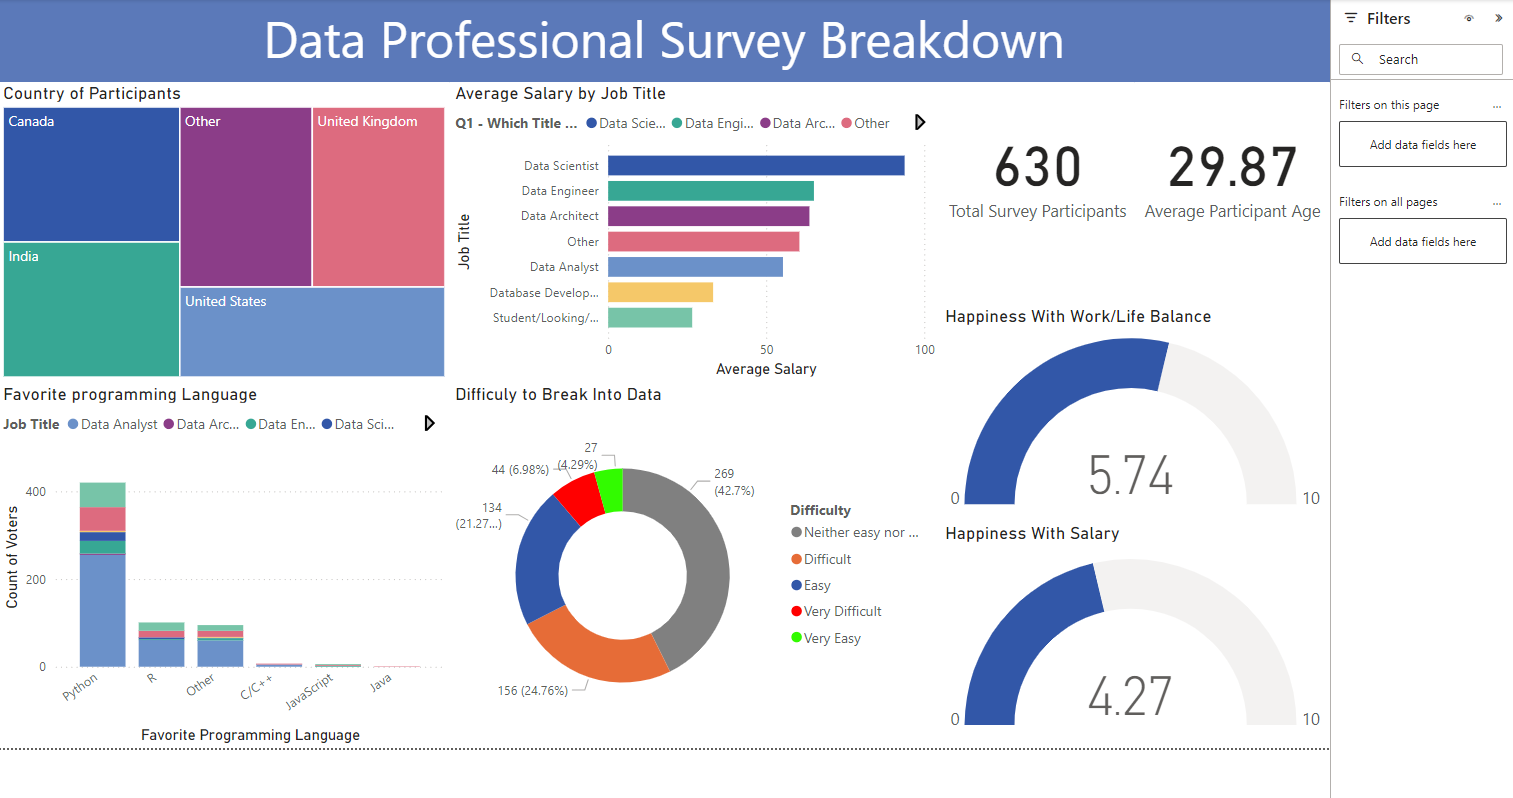 Data Professional Survey Breakdown
Country of Participants
Canada
Other
United Kingdom
India
United States
Average Salary by Job Title
Q1 - Which Title ...
Data Scie...
Data Engi...
Data Arc...
Other
Job Title
Data Scientist
Data Engineer
Data Architect
Other
Data Analyst
Database Develop...
Student/Looking/...
0
50
100
Average Salary
630
Total Survey Participants
29.87
Average Participant Age
Favorite programming Language
Job Title
Data Analyst
Data Arc...
Data En...
Data Sci...
Count of Voters
400
200
0
Python
R
Other
C/C++
JavaScript
Java
Favorite Programming Language
Difficuly to Break Into Data
27
(4.29%)
44 (6.98%)
269
(42.7%)
134
(21.27...)
156 (24.76%)
Difficulty
Neither easy nor ...
Difficult
Easy
Very Difficult
Very Easy
Happiness With Work/Life Balance
5.74
0
10
Happiness With Salary
4.27
0
10
Filters
Search
Filters on this page
...
Add data fields here
Filters on all pages
...
Add data fields here